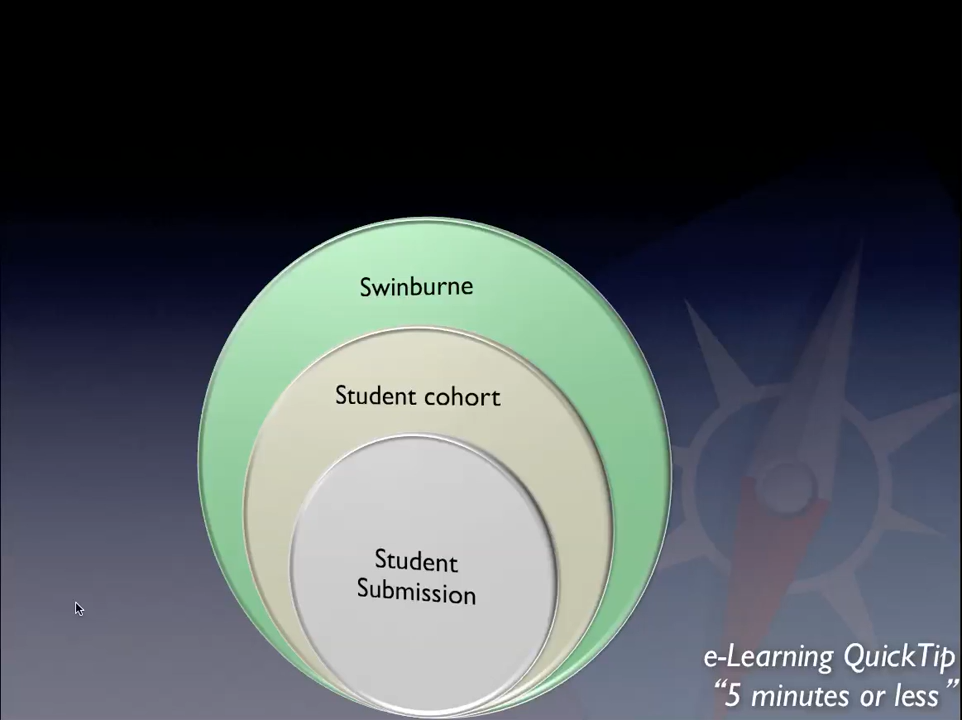 Swinburne
Student cohort
Student
Submission
e-Learning QuickTip
“5 minutes or less”